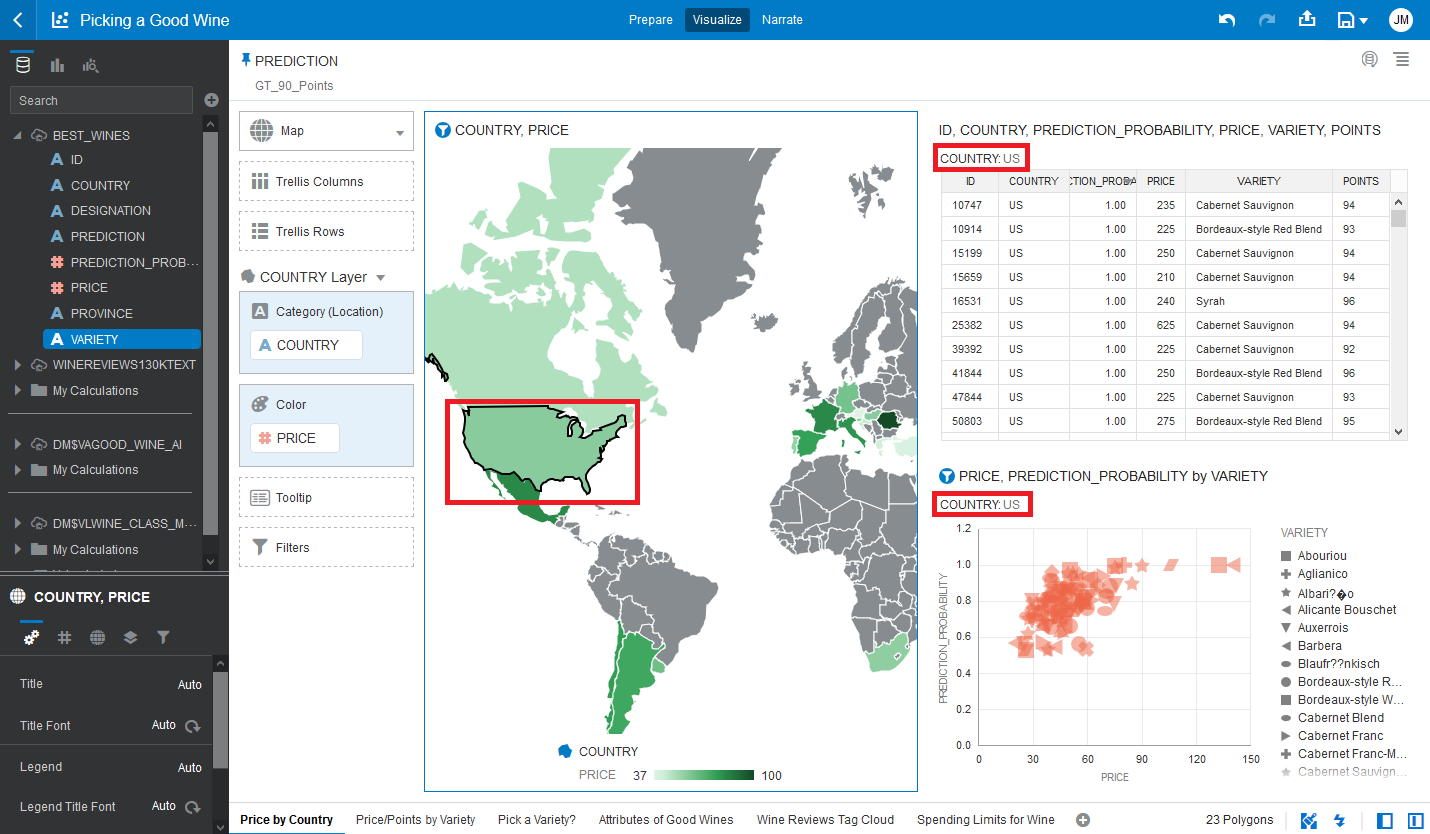 Picking a Good Wine
Prepare Visualize Narrate
JM
Search
BEST_WINES
ID
COUNTRY
DESIGNATION
PREDICTION
PREDICTION_PROB...
PRICE
PROVINCE
VARIETY
WINEREVIEWS130KTEXT
My Calculations
DM$VAGOOD_WINE_AI
My Calculations
DM$VLWINE_CLASS_M...
My Calculations
COUNTRY, PRICE
Title Auto
Title Font Auto
Legend Auto
Legend Title Font Auto
PREDICTION
GT_90_Points
Map
Trellis Columns
Trellis Rows
COUNTRY Layer
Category (Location)
COUNTRY
Color
PRICE
Tooltip
Filters
COUNTRY, PRICE
COUNTRY
PRICE 37 100
ID, COUNTRY, PREDICTION_PROBABILITY, PRICE, VARIETY, POINTS
COUNTRY: US
ID COUNTRY CTION_PROBA PRICE VARIETY POINTS
10747 US 1.00 235 Cabernet Sauvignon 94
10914 US 1.00 225 Bordeaux-style Red Blend 93
15199 US 1.00 250 Cabernet Sauvignon 94
15659 US 1.00 210 Cabernet Sauvignon 94
16531 US 1.00 240 Syrah 96
25382 US 1.00 625 Cabernet Sauvignon 94
39392 US 1.00 225 Cabernet Sauvignon 92
41844 US 1.00 250 Bordeaux-style Red Blend 96
47844 US 1.00 225 Cabernet Sauvignon 93
50803 US 1.00 275 Bordeaux-style Red Blend 95
PRICE, PREDICTION_PROBABILITY by VARIETY
COUNTRY: US
1.2
1.0
0.8
0.6
0.4
0.2
0.0
PREDICTION_PROBABILITY
0 30 60 90 120 150
PRICE
VARIETY
Abouriou
Aglianico
Albari?�o
Alicante Bouschet
Auxerrois
Barbera
Blaufr??nkisch
Bordeaux-style R...
Bordeaux-style W...
Cabernet Blend
Cabernet Franc
Cabernet Franc-M...
Cabernet Sauvign...
Price by Country Price/Points by Variety Pick a Variety? Attributes of Good Wines Wine Reviews Tag Cloud Spending Limits for Wine
23 Polygons